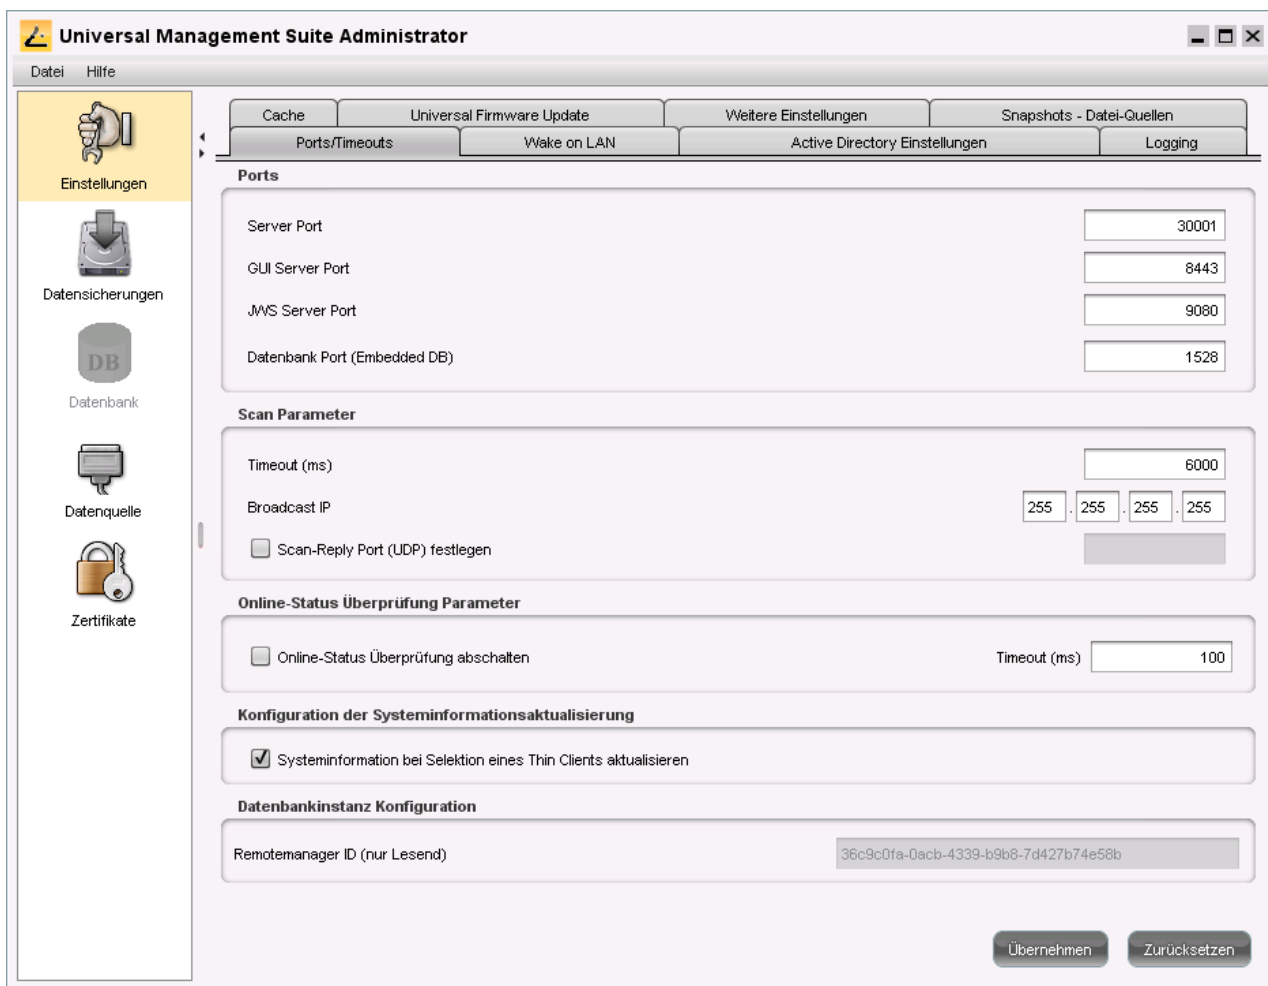 Universal Management Suite Administrator
Datei Hilfe
Einstellungen
Datensicherungen
DB
Datenbank
Datenquelle
Zertifikate
Cache Universal Firmware Update Weitere Einstellungen Snapshots - Datei-Quellen
Ports/Timeouts Wake on LAN Active Directory Einstellungen Logging
Ports
Server Port 30001
GUI Server Port 8443
JWS Server Port 9080
Datenbank Port (Embedded DB) 1528
Scan Parameter
Timeout (ms) 6000
Broadcast IP 255 . 255 . 255 . 255
Scan-Reply Port (UDP) festlegen
Online-Status Überprüfung Parameter
Online-Status Überprüfung abschalten Timeout (ms) 100
Konfiguration der Systeminformationsaktualisierung
Systeminformation bei Selektion eines Thin Clients aktualisieren
Datenbankinstanz Konfiguration
Remotemanager ID (nur Lesend) 36c9c0fa-0acb-4339-b9b8-7d427b74e58b
Übernehmen Zurücksetzen